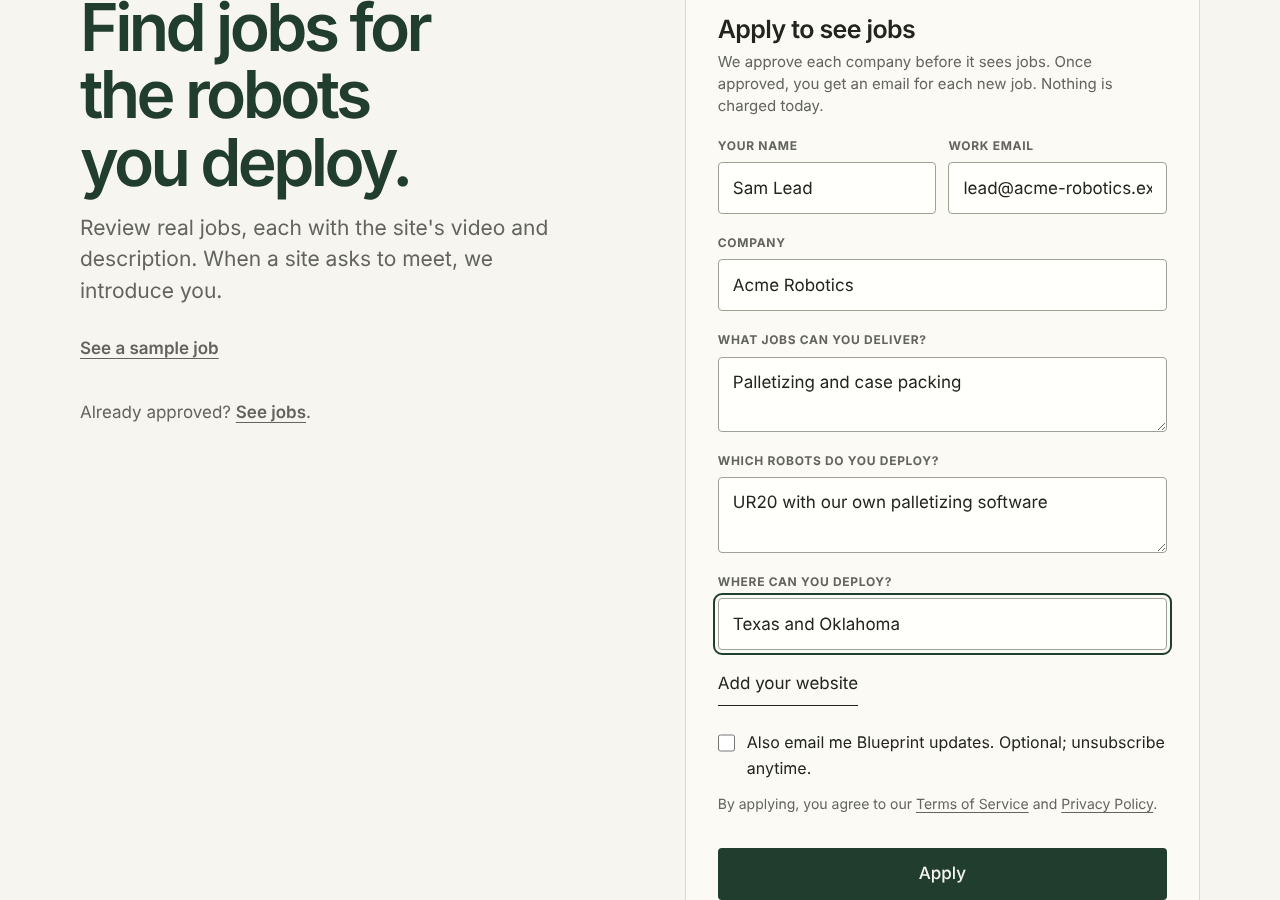 Find jobs for
the robots
you deploy.
Review real jobs, each with the site's video and
description. When a site asks to meet, we
introduce you.
See a sample job
Already approved? See jobs.
Apply to see jobs
We approve each company before it sees jobs. Once
approved, you get an email for each new job. Nothing is
charged today.
YOUR NAME
Sam Lead
WORK EMAIL
lead@acme-robotics.ex
COMPANY
Acme Robotics
WHAT JOBS CAN YOU DELIVER?
Palletizing and case packing
WHICH ROBOTS DO YOU DEPLOY?
UR20 with our own palletizing software
WHERE CAN YOU DEPLOY?
Texas and Oklahoma
Add your website
Also email me Blueprint updates. Optional; unsubscribe
anytime.
By applying, you agree to our Terms of Service and Privacy Policy.
Apply